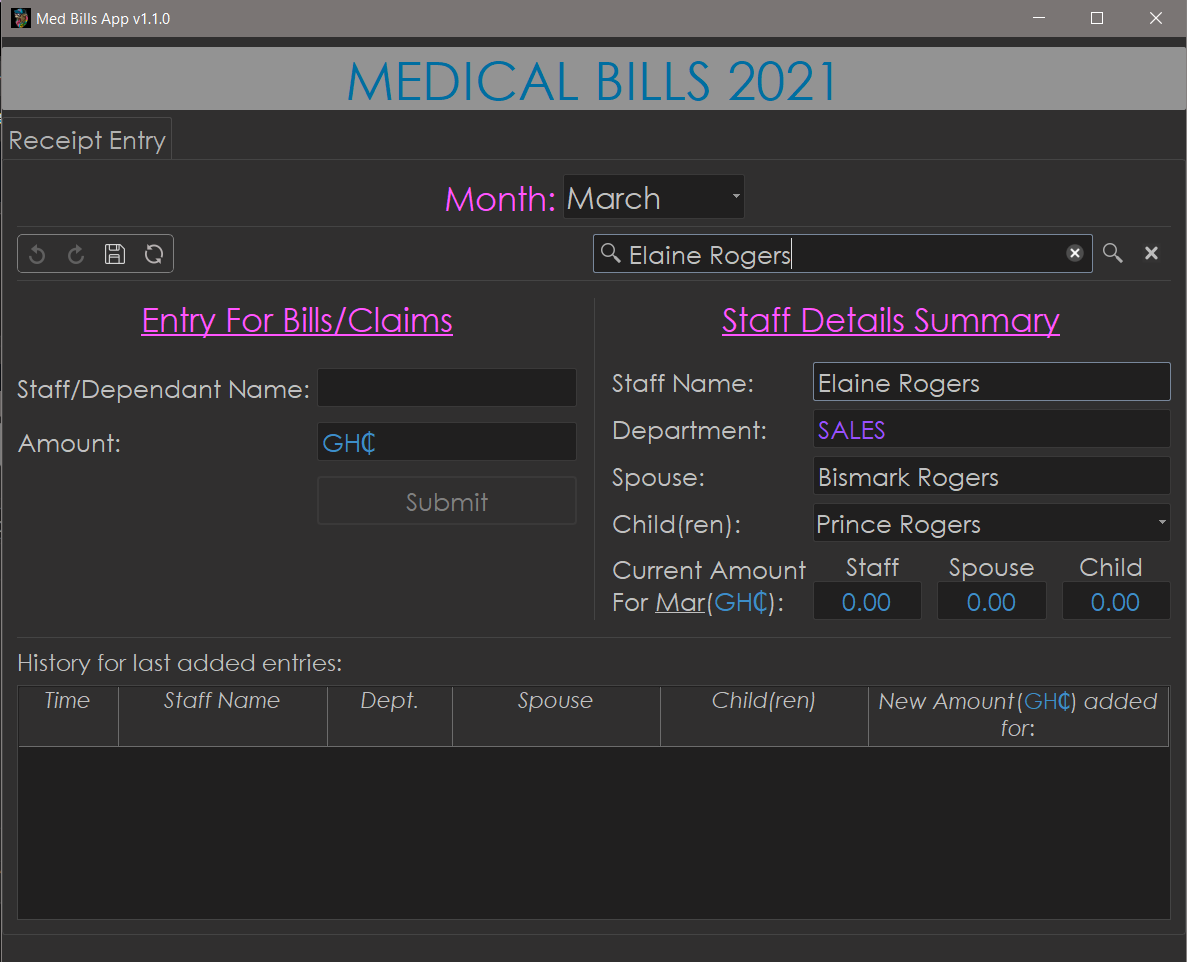 Med Bills App v1.1.0
MEDICAL BILLS 2021
Receipt Entry
Month: March
Elaine Rogers
Entry For Bills/Claims
Staff/Dependant Name:
Amount: GH₵
Submit
Staff Details Summary
Staff Name: Elaine Rogers
Department: SALES
Spouse: Bismark Rogers
Child(ren): Prince Rogers
Current Amount Staff Spouse Child
For Mar(GH₵): 0.00 0.00 0.00
History for last added entries:
Time Staff Name Dept. Spouse Child(ren) New Amount(GH₵) added
for: